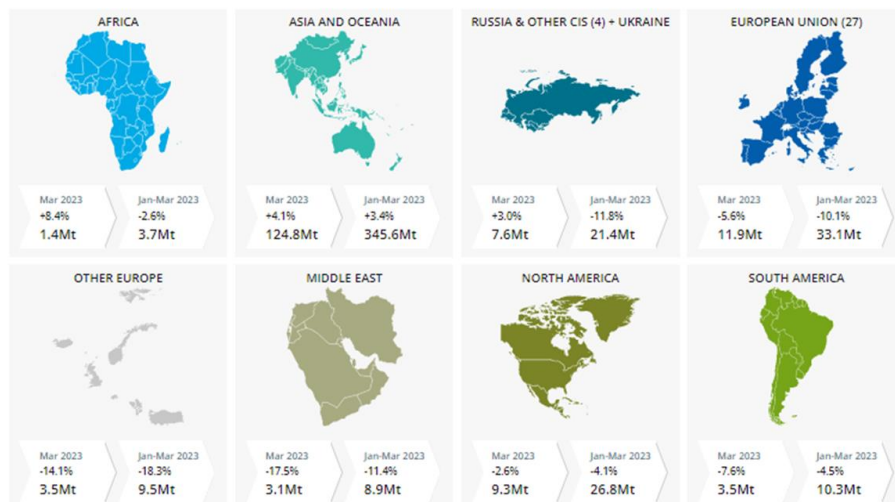 AFRICA
Mar 2023
+8.4%
1.4Mt
Jan-Mar 2023
-2.6%
3.7Mt
ASIA AND OCEANIA
Mar 2023
+4.1%
124.8Mt
Jan-Mar 2023
+3.4%
345.6Mt
RUSSIA & OTHER CIS (4) + UKRAINE
Mar 2023
+3.0%
7.6Mt
Jan-Mar 2023
-11.8%
21.4Mt
EUROPEAN UNION (27)
Mar 2023
-5.6%
11.9Mt
Jan-Mar 2023
-10.1%
33.1Mt
OTHER EUROPE
Mar 2023
-14.1%
3.5Mt
Jan-Mar 2023
-18.3%
9.5Mt
MIDDLE EAST
Mar 2023
-17.5%
3.1Mt
Jan-Mar 2023
-11.4%
8.9Mt
NORTH AMERICA
Mar 2023
-2.6%
9.3Mt
Jan-Mar 2023
-4.1%
26.8Mt
SOUTH AMERICA
Mar 2023
-7.6%
3.5Mt
Jan-Mar 2023
-4.5%
10.3Mt